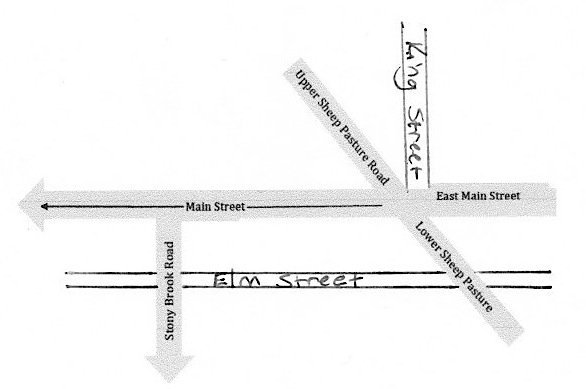 King Street
Upper Sheep Pasture Road
East Main Street
Main Street
Lower Sheep Pasture
Stony Brook Road
Elm Street